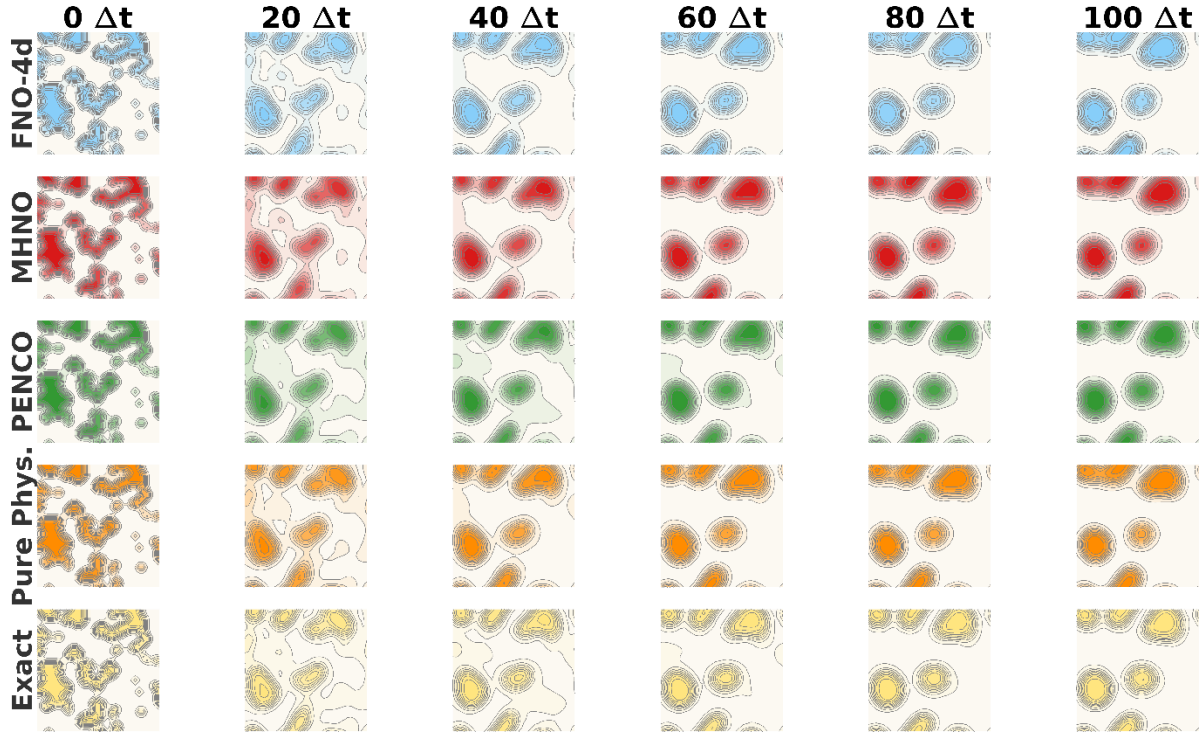 0 Δt 20 Δt 40 Δt 60 Δt 80 Δt 100 Δt
FNO-4d
MHNO
PENCO
Pure Phys.
Exact